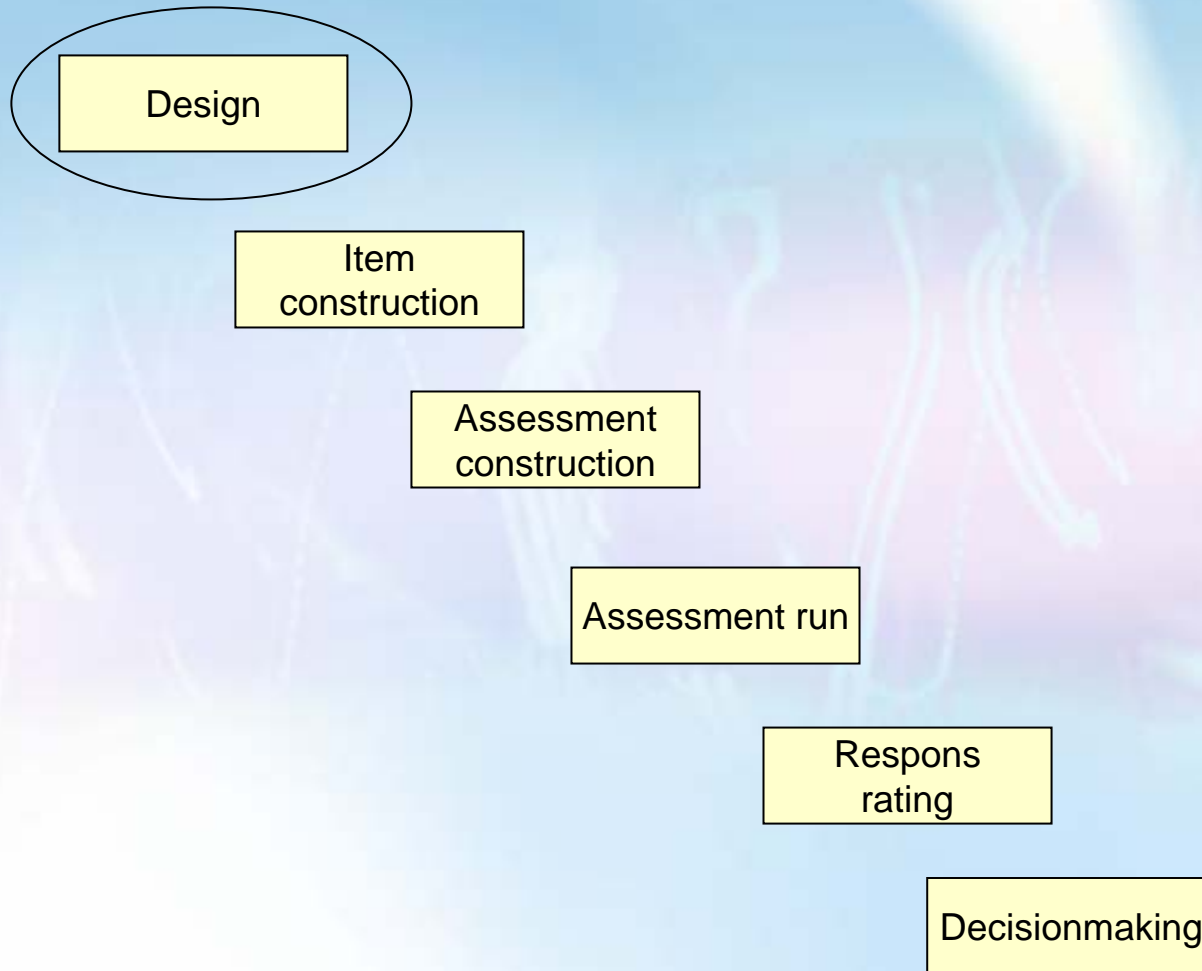 Design
Item
construction
Assessment
construction
Assessment run
Respons
rating
Decisionmaking